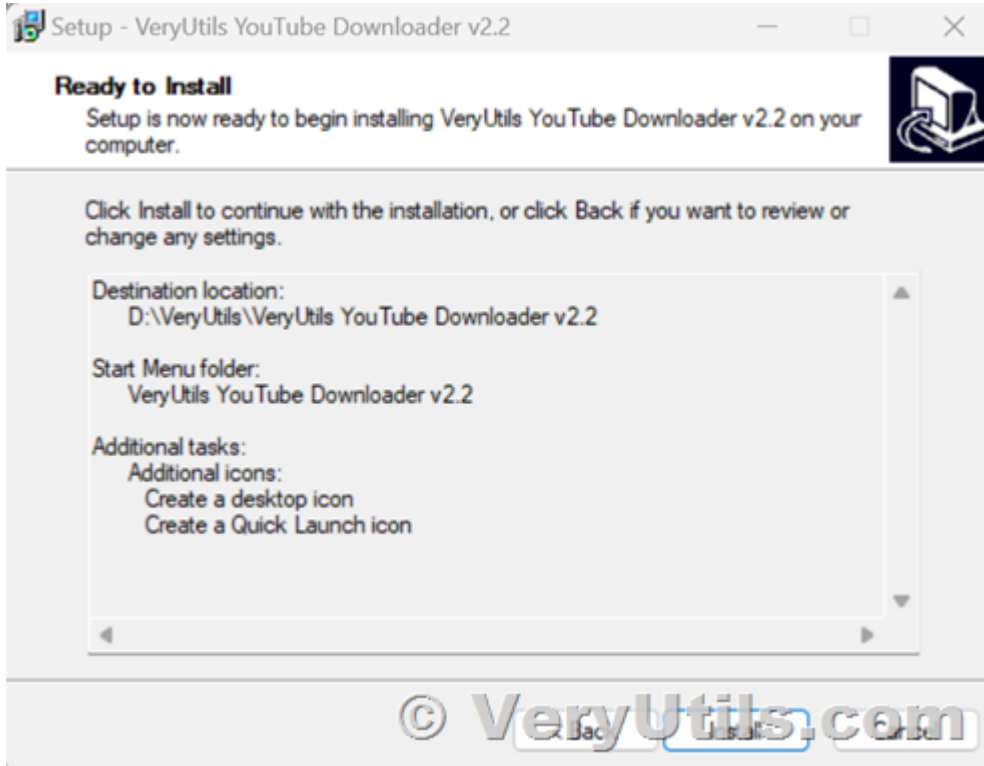 Setup - VeryUtils YouTube Downloader v2.2
Ready to Install
Setup is now ready to begin installing VeryUtils YouTube Downloader v2.2 on your
computer.
Click Install to continue with the installation, or click Back if you want to review or
change any settings.
Destination location:
D:\VeryUtils\VeryUtils YouTube Downloader v2.2
Start Menu folder:
VeryUtils YouTube Downloader v2.2
Additional tasks:
Additional icons:
Create a desktop icon
Create a Quick Launch icon
© VeryUtils.com
< Back Install Cancel